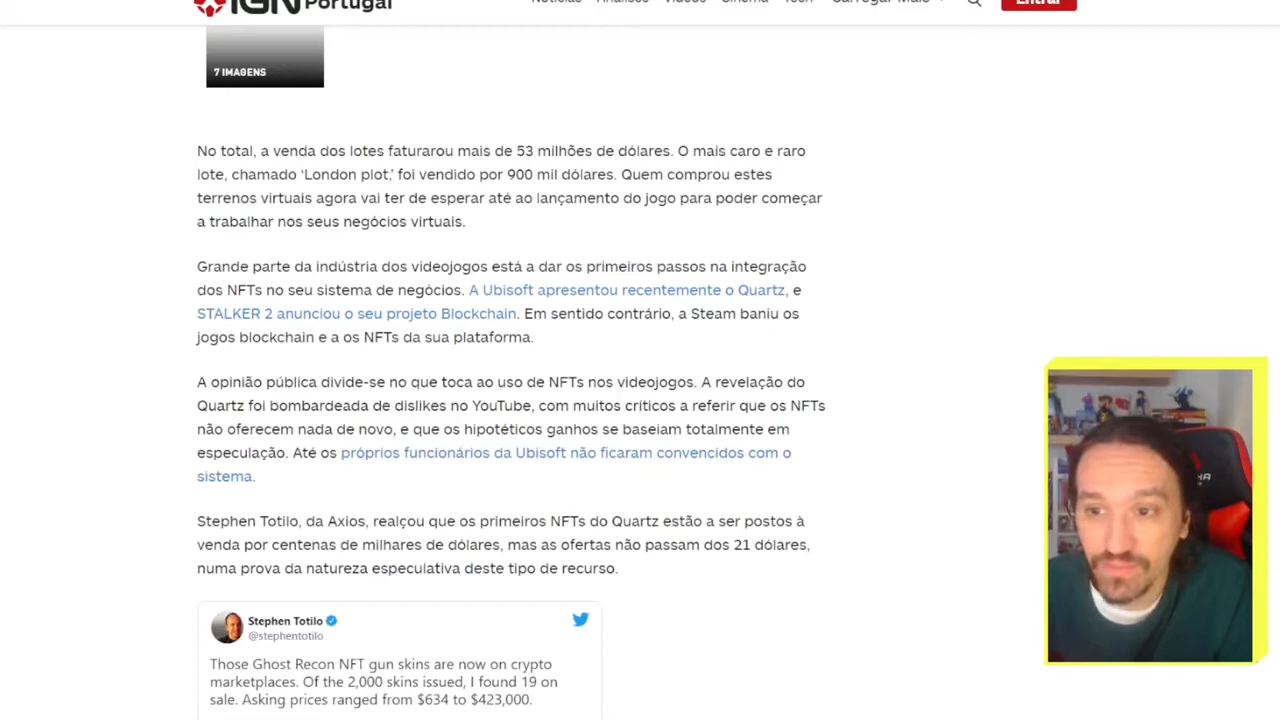 IGN Portugal
Notícias Análises Vídeos Cinema Tech Carregar Mais Entrar
7 IMAGENS
No total, a venda dos lotes faturarou mais de 53 milhões de dólares. O mais caro e raro
lote, chamado ‘London plot,’ foi vendido por 900 mil dólares. Quem comprou estes
terrenos virtuais agora vai ter de esperar até ao lançamento do jogo para poder começar
a trabalhar nos seus negócios virtuais.
Grande parte da indústria dos videojogos está a dar os primeiros passos na integração
dos NFTs no seu sistema de negócios. A Ubisoft apresentou recentemente o Quartz, e
STALKER 2 anunciou o seu projeto Blockchain. Em sentido contrário, a Steam baniu os
jogos blockchain e a os NFTs da sua plataforma.
A opinião pública divide-se no que toca ao uso de NFTs nos videojogos. A revelação do
Quartz foi bombardeada de dislikes no YouTube, com muitos críticos a referir que os NFTs
não oferecem nada de novo, e que os hipotéticos ganhos se baseiam totalmente em
especulação. Até os próprios funcionários da Ubisoft não ficaram convencidos com o
sistema.
Stephen Totilo, da Axios, realçou que os primeiros NFTs do Quartz estão a ser postos à
venda por centenas de milhares de dólares, mas as ofertas não passam dos 21 dólares,
numa prova da natureza especulativa deste tipo de recurso.
Stephen Totilo
@stephentotilo
Those Ghost Recon NFT gun skins are now on crypto
marketplaces. Of the 2,000 skins issued, I found 19 on
sale. Asking prices ranged from $634 to $423,000.